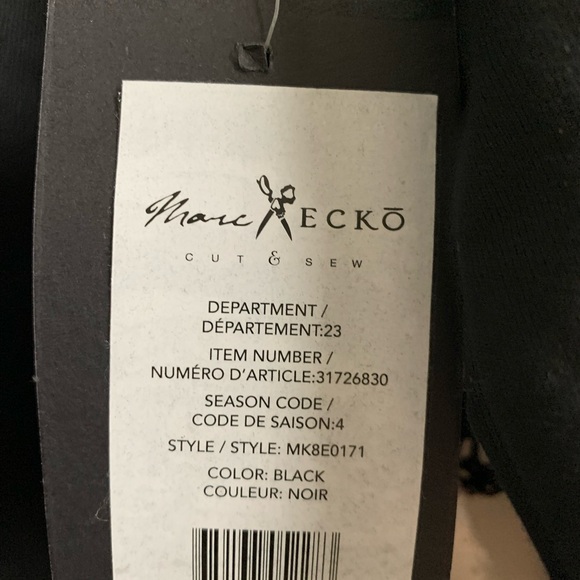 Marc ECKŌ
CUT & SEW
DEPARTMENT /
DÉPARTEMENT:23
ITEM NUMBER /
NUMÉRO D'ARTICLE:31726830
SEASON CODE /
CODE DE SAISON:4
STYLE / STYLE: MK8E0171
COLOR: BLACK
COULEUR: NOIR